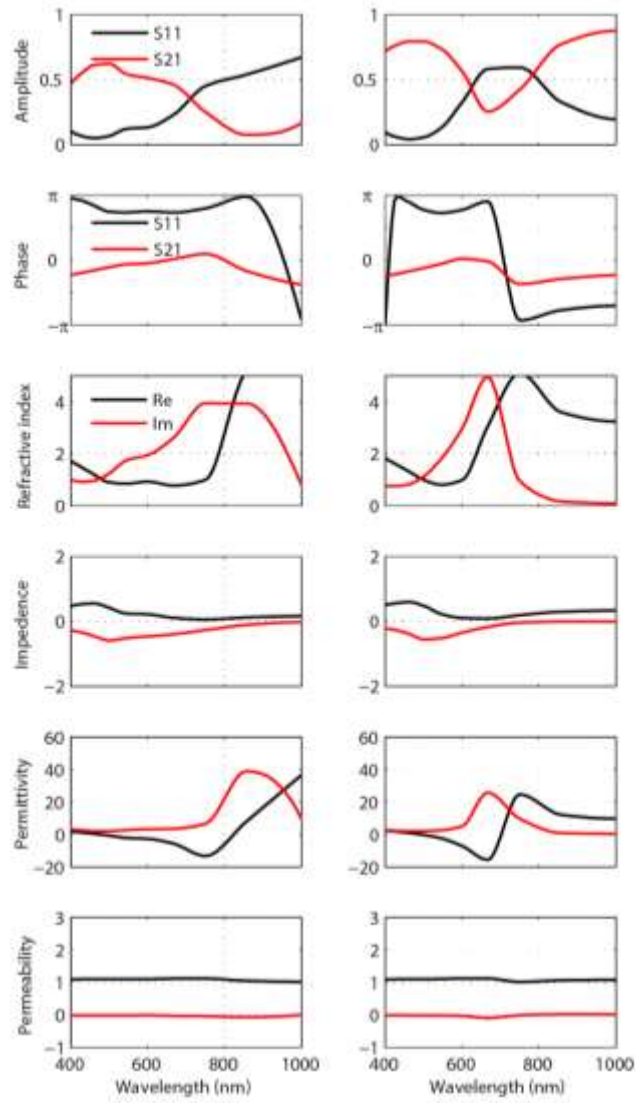 Amplitude
1
0.5
0
S11
S21
1
0.5
0
Phase
π
0
−π
S11
S21
π
0
−π
Refractive index
4
2
0
Re
Im
4
2
0
Impedence
2
0
−2
2
0
−2
Permittivity
60
40
20
0
−20
60
40
20
0
−20
Permeability
3
2
1
0
−1
3
2
1
0
−1
400 600 800 1000
400 600 800 1000
Wavelength (nm)
Wavelength (nm)